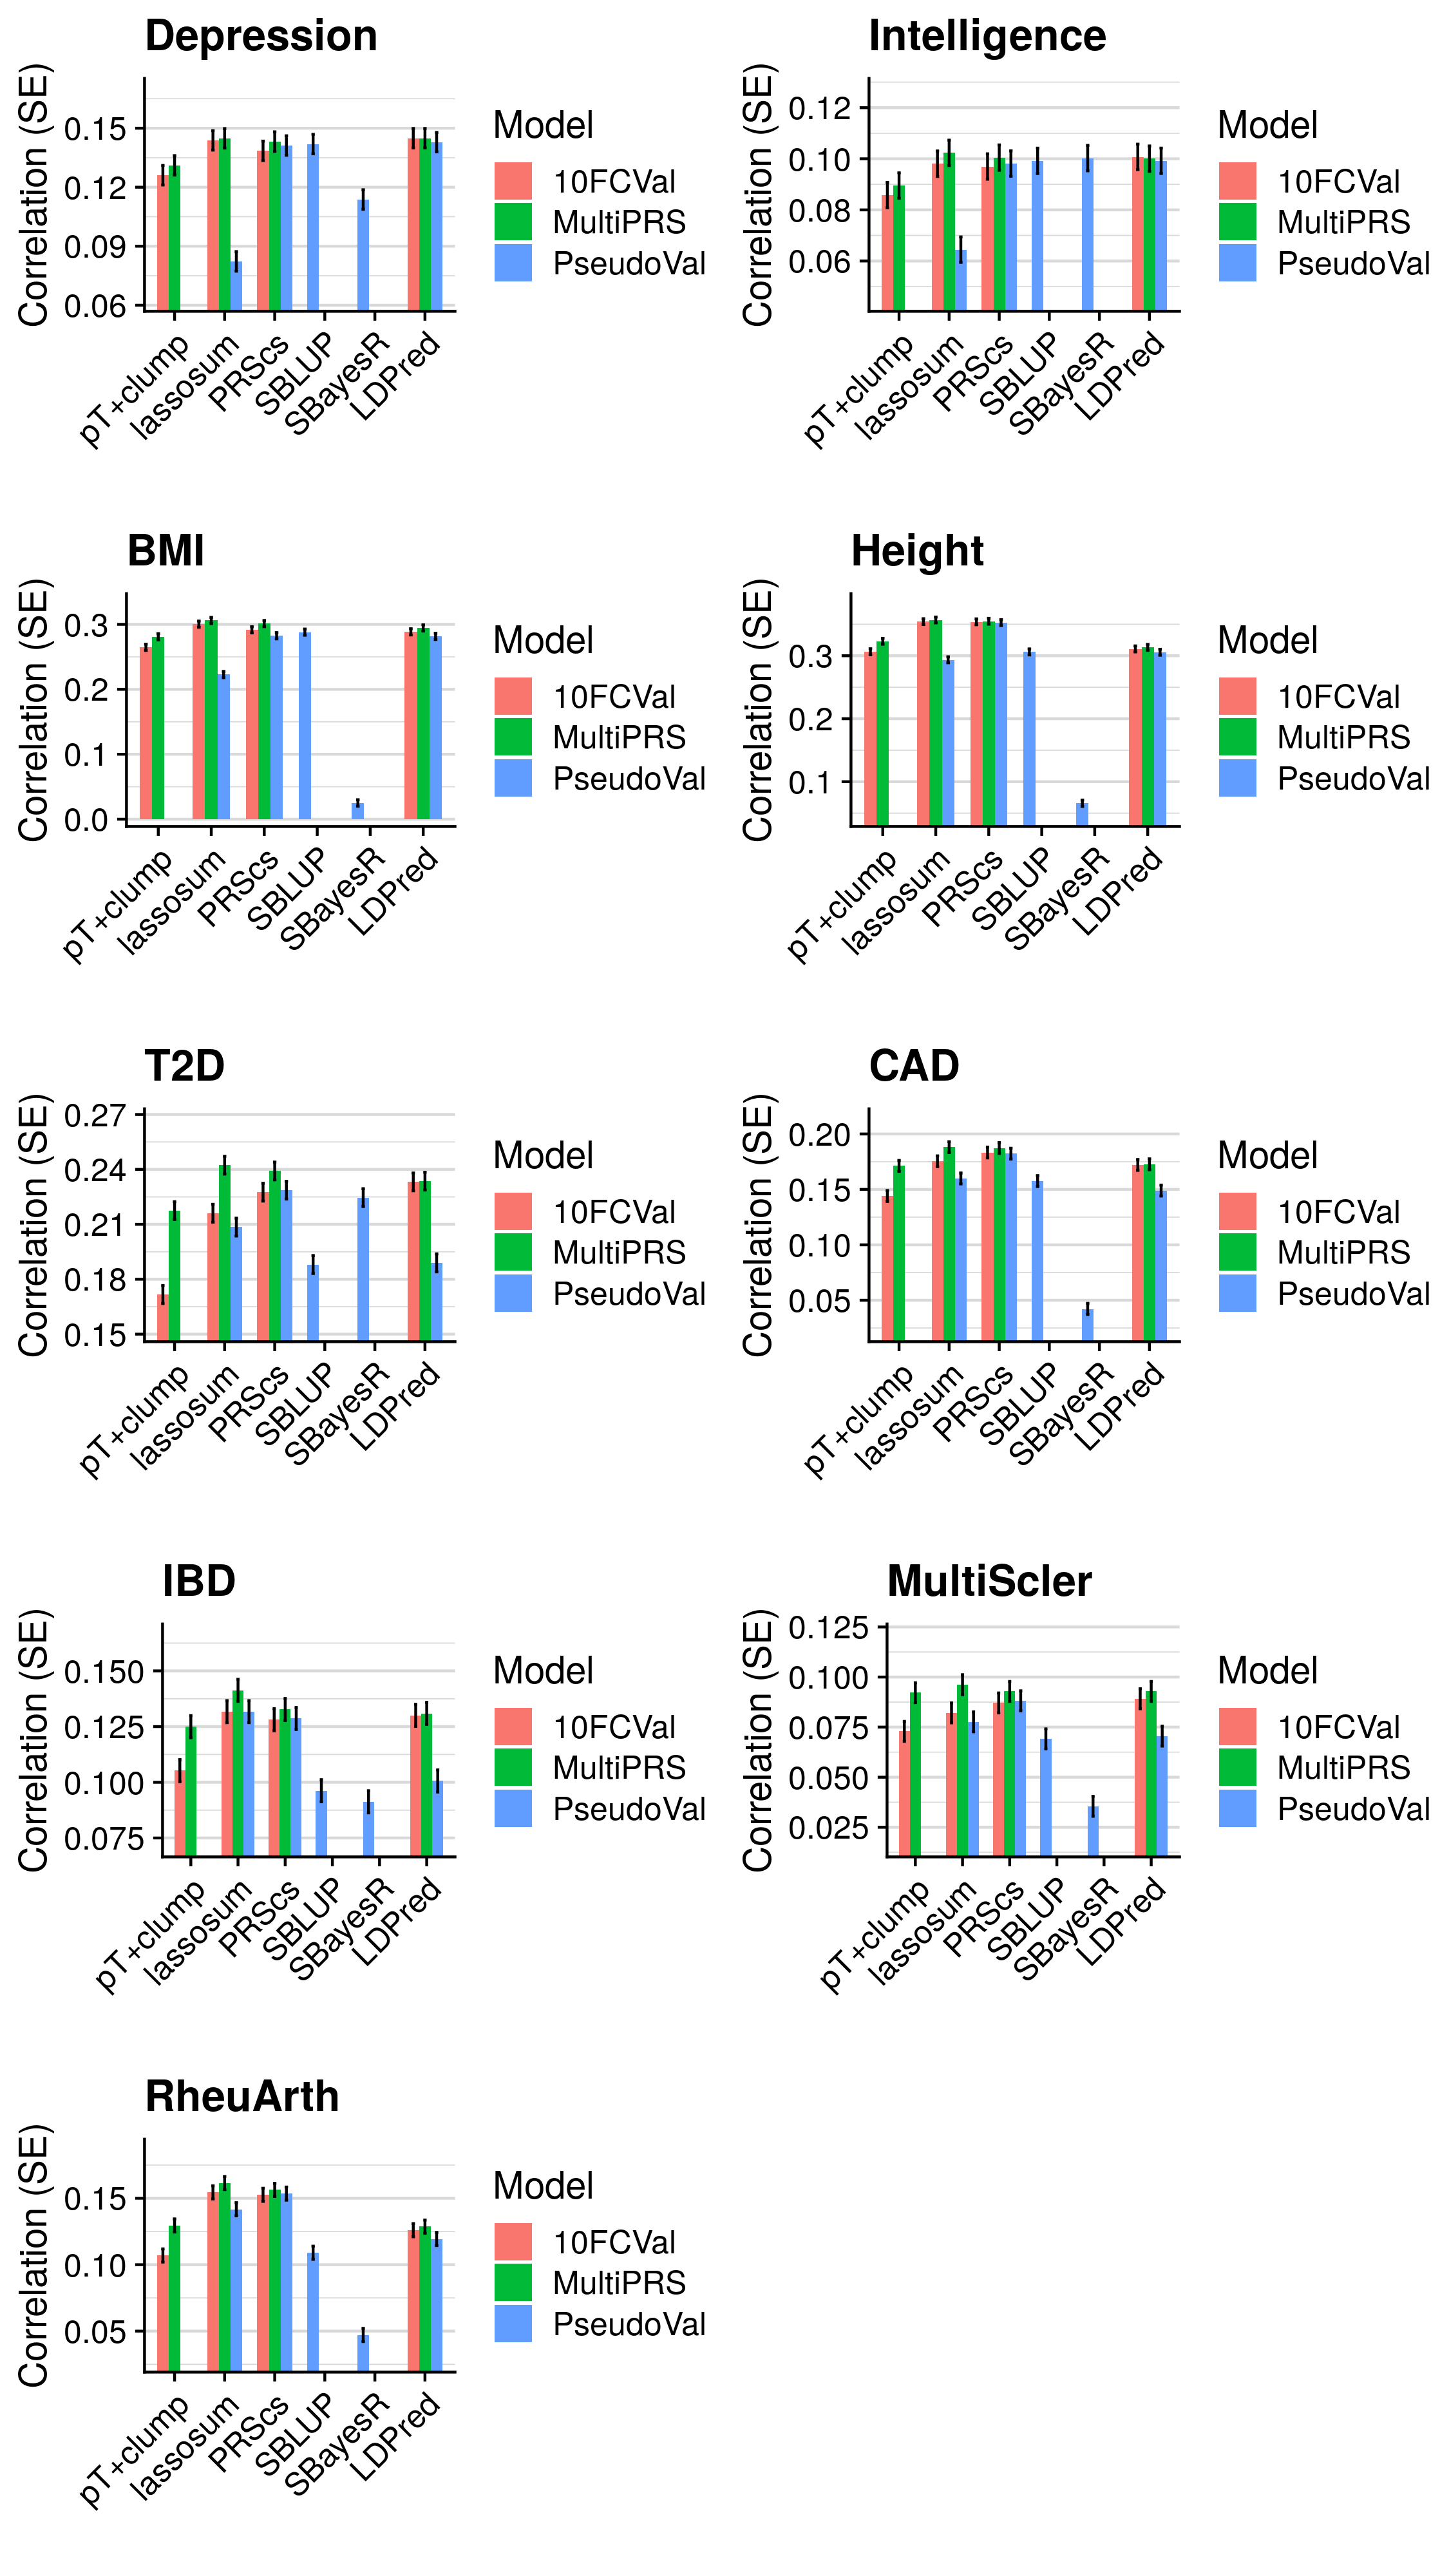 Depression
Correlation (SE)
0.15
0.12
0.09
0.06
pT+clump
lassosum
PRScs
SBLUP
SBayesR
LDPred
Model
10FCVal
MultiPRS
PseudoVal
Intelligence
Correlation (SE)
0.12
0.10
0.08
0.06
pT+clump
lassosum
PRScs
SBLUP
SBayesR
LDPred
Model
10FCVal
MultiPRS
PseudoVal
BMI
Correlation (SE)
0.3
0.2
0.1
0.0
pT+clump
lassosum
PRScs
SBLUP
SBayesR
LDPred
Model
10FCVal
MultiPRS
PseudoVal
Height
Correlation (SE)
0.3
0.2
0.1
pT+clump
lassosum
PRScs
SBLUP
SBayesR
LDPred
Model
10FCVal
MultiPRS
PseudoVal
T2D
Correlation (SE)
0.27
0.24
0.21
0.18
0.15
pT+clump
lassosum
PRScs
SBLUP
SBayesR
LDPred
Model
10FCVal
MultiPRS
PseudoVal
CAD
Correlation (SE)
0.20
0.15
0.10
0.05
pT+clump
lassosum
PRScs
SBLUP
SBayesR
LDPred
Model
10FCVal
MultiPRS
PseudoVal
IBD
Correlation (SE)
0.150
0.125
0.100
0.075
pT+clump
lassosum
PRScs
SBLUP
SBayesR
LDPred
Model
10FCVal
MultiPRS
PseudoVal
MultiScler
Correlation (SE)
0.125
0.100
0.075
0.050
0.025
pT+clump
lassosum
PRScs
SBLUP
SBayesR
LDPred
Model
10FCVal
MultiPRS
PseudoVal
RheuArth
Correlation (SE)
0.15
0.10
0.05
pT+clump
lassosum
PRScs
SBLUP
SBayesR
LDPred
Model
10FCVal
MultiPRS
PseudoVal